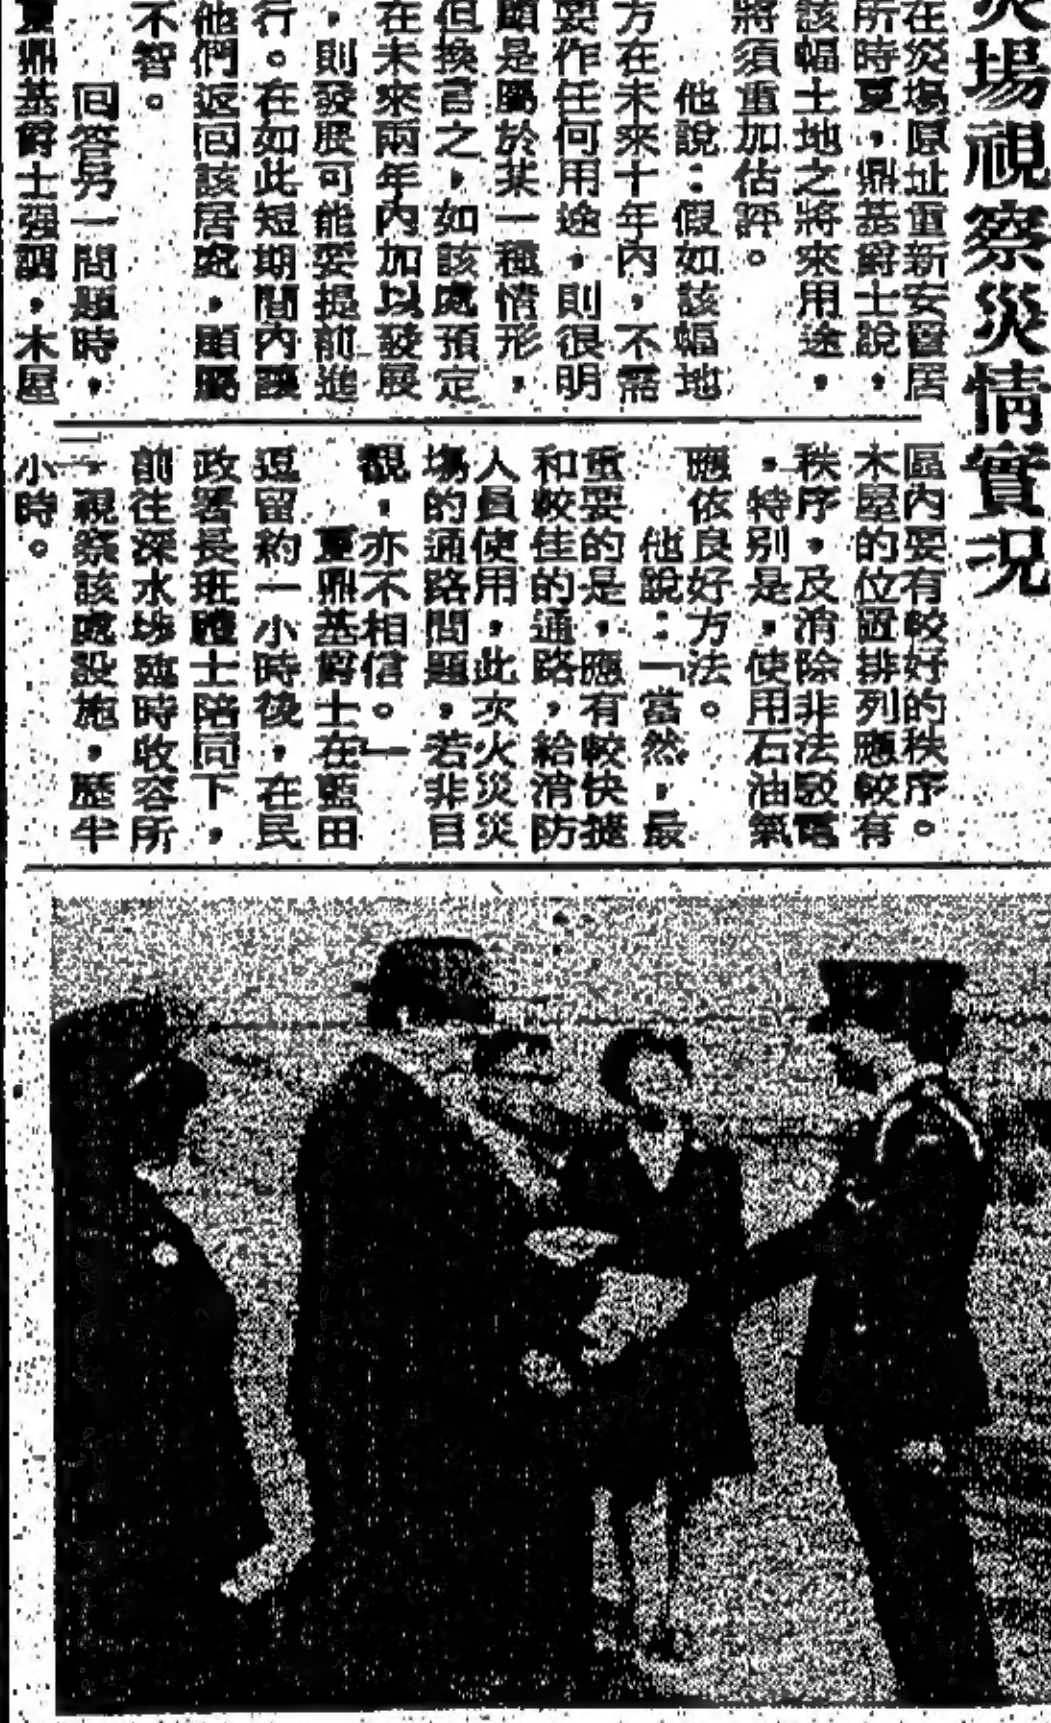 災場視察災情實況
在災場原址重新安置居
所時夏鼎基爵士說，
該幅土地之將來用途，
將須重加估評。
他說：假如該幅地
方在未來十年內，不需
要作任何用途，則很明
顯是屬於某一種情形，
但換言之，如該處預定
在未來兩年內加以發展
，則發展可能要提前進
行。在如此短期間內讓
他們返回該居處，顯屬
不智。
回答另一問題時，
夏鼎基爵士強調，木屋
區內要有較好的秩序。
木屋的位置排列應較有
秩序，及消除非法駁電
，特別是，使用石油氣
應依良好方法。
他說：「當然，最
重要的是，應有較快捷
和較佳的通路，給消防
人員使用，此次火災災
場的通路問題，若非目
覩，亦不相信。」
夏鼎基爵士在藍田
逗留約一小時後，在民
政署長班禮士陪同下，
前往深水埗臨時收容所
，視察該處設施，歷半
小時。